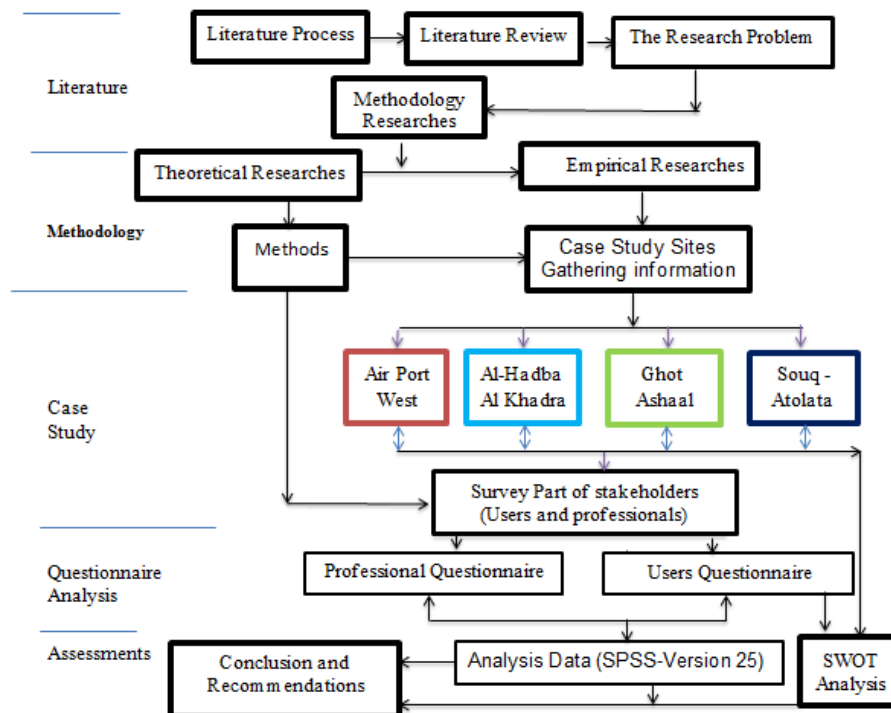 Literature Process
Literature Review
The Research Problem
Literature
Methodology
Researches
Theoretical Researches
Empirical Researches
Methodology
Methods
Case Study Sites
Gathering information
Air Port
West
Al-Hadba
Al Khadra
Ghot
Ashaal
Souq -
Atolata
Case
Study
Survey Part of stakeholders
(Users and professionals)
Questionnaire
Analysis
Professional Questionnaire
Users Questionnaire
Assessments
Conclusion and
Recommendations
Analysis Data (SPSS-Version 25)
SWOT
Analysis